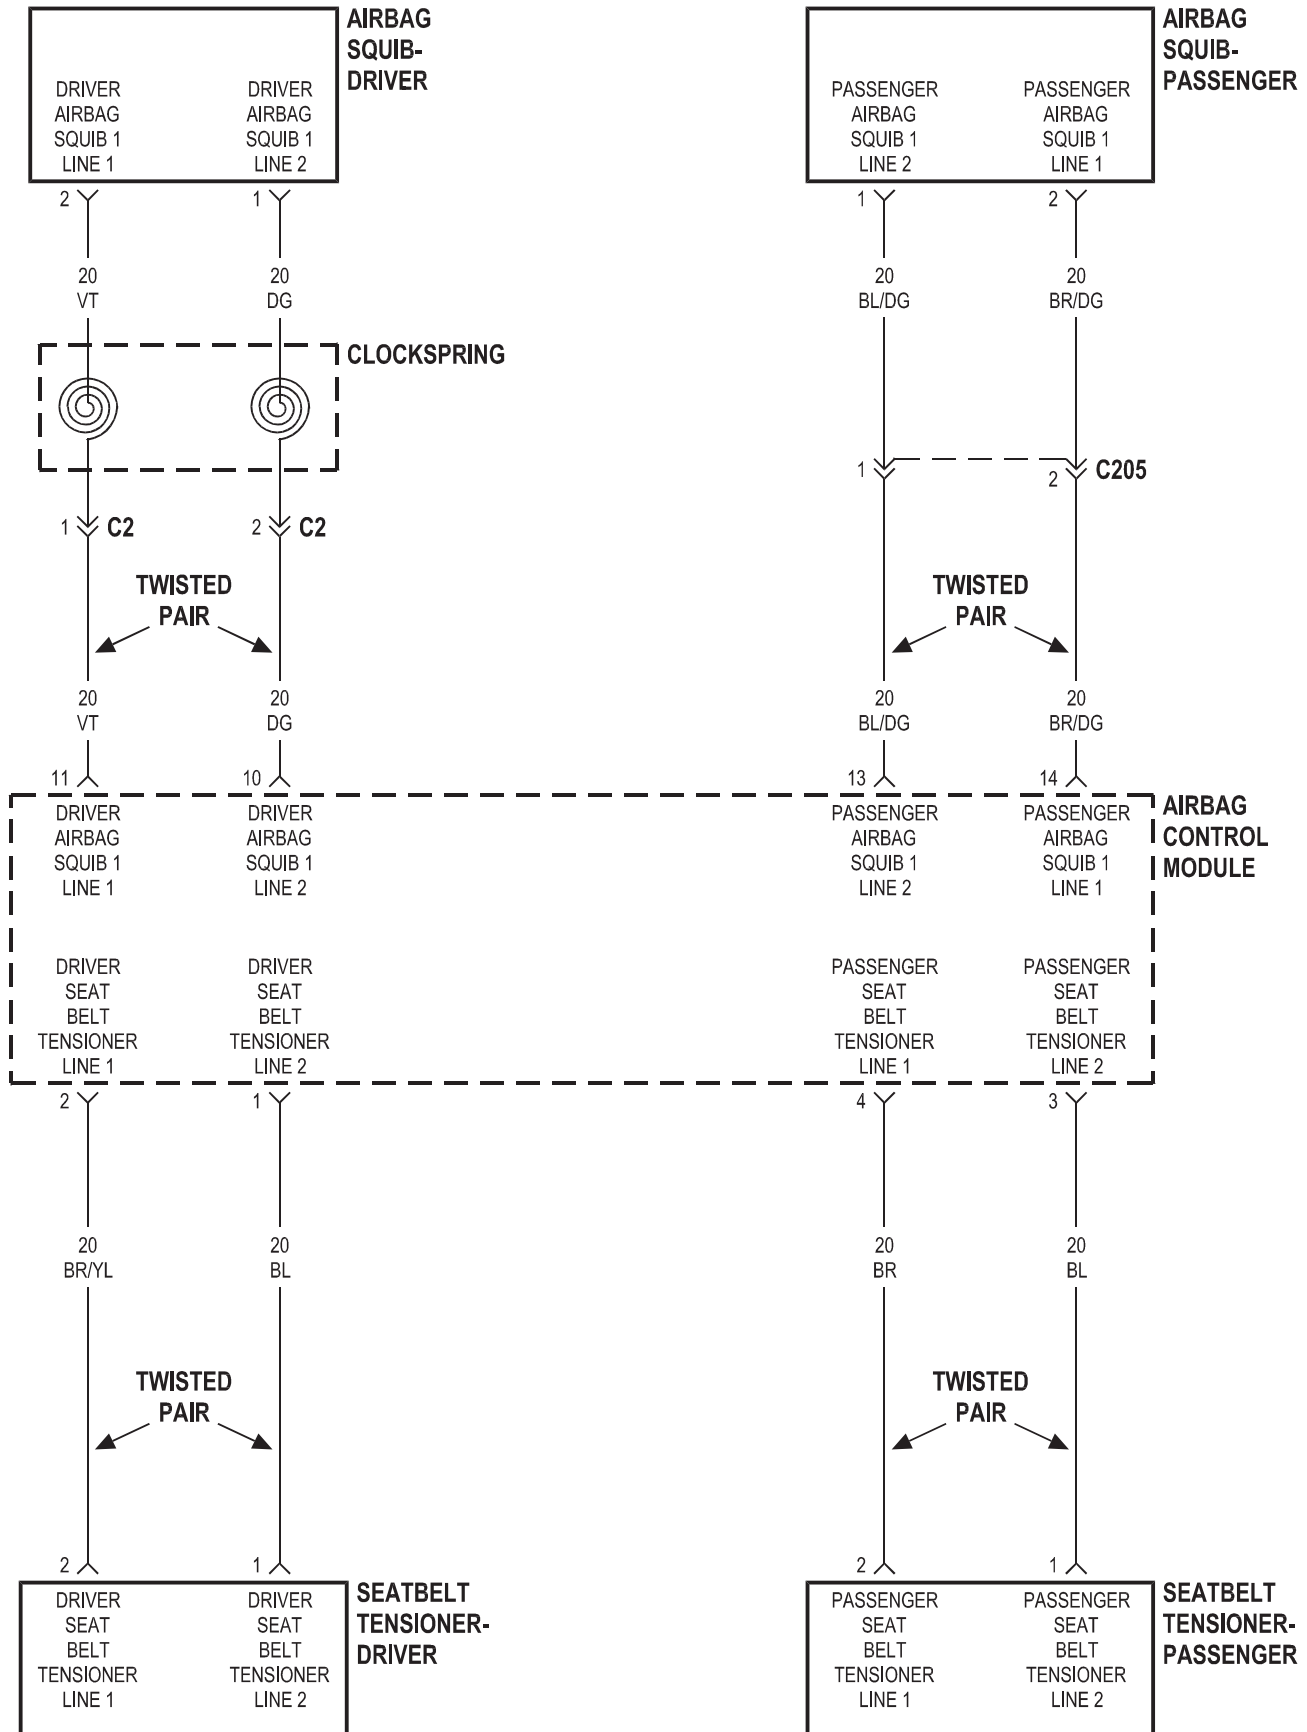 AIRBAG
SQUIB-
DRIVER
DRIVER
AIRBAG
SQUIB 1
LINE 1
DRIVER
AIRBAG
SQUIB 1
LINE 2
AIRBAG
SQUIB-
PASSENGER
PASSENGER
AIRBAG
SQUIB 1
LINE 2
PASSENGER
AIRBAG
SQUIB 1
LINE 1
2
1
1
2
20
VT
20
DG
20
BL/DG
20
BR/DG
CLOCKSPRING
1
C2
2
C2
1
2
C205
TWISTED
PAIR
TWISTED
PAIR
20
VT
20
DG
20
BL/DG
20
BR/DG
11
10
13
14
AIRBAG
CONTROL
MODULE
DRIVER
AIRBAG
SQUIB 1
LINE 1
DRIVER
AIRBAG
SQUIB 1
LINE 2
PASSENGER
AIRBAG
SQUIB 1
LINE 2
PASSENGER
AIRBAG
SQUIB 1
LINE 1
DRIVER
SEAT
BELT
TENSIONER
LINE 1
DRIVER
SEAT
BELT
TENSIONER
LINE 2
PASSENGER
SEAT
BELT
TENSIONER
LINE 1
PASSENGER
SEAT
BELT
TENSIONER
LINE 2
2
1
4
3
20
BR/YL
20
BL
20
BR
20
BL
TWISTED
PAIR
TWISTED
PAIR
2
1
2
1
DRIVER
SEAT
BELT
TENSIONER
LINE 1
DRIVER
SEAT
BELT
TENSIONER
LINE 2
SEATBELT
TENSIONER-
DRIVER
PASSENGER
SEAT
BELT
TENSIONER
LINE 1
PASSENGER
SEAT
BELT
TENSIONER
LINE 2
SEATBELT
TENSIONER-
PASSENGER